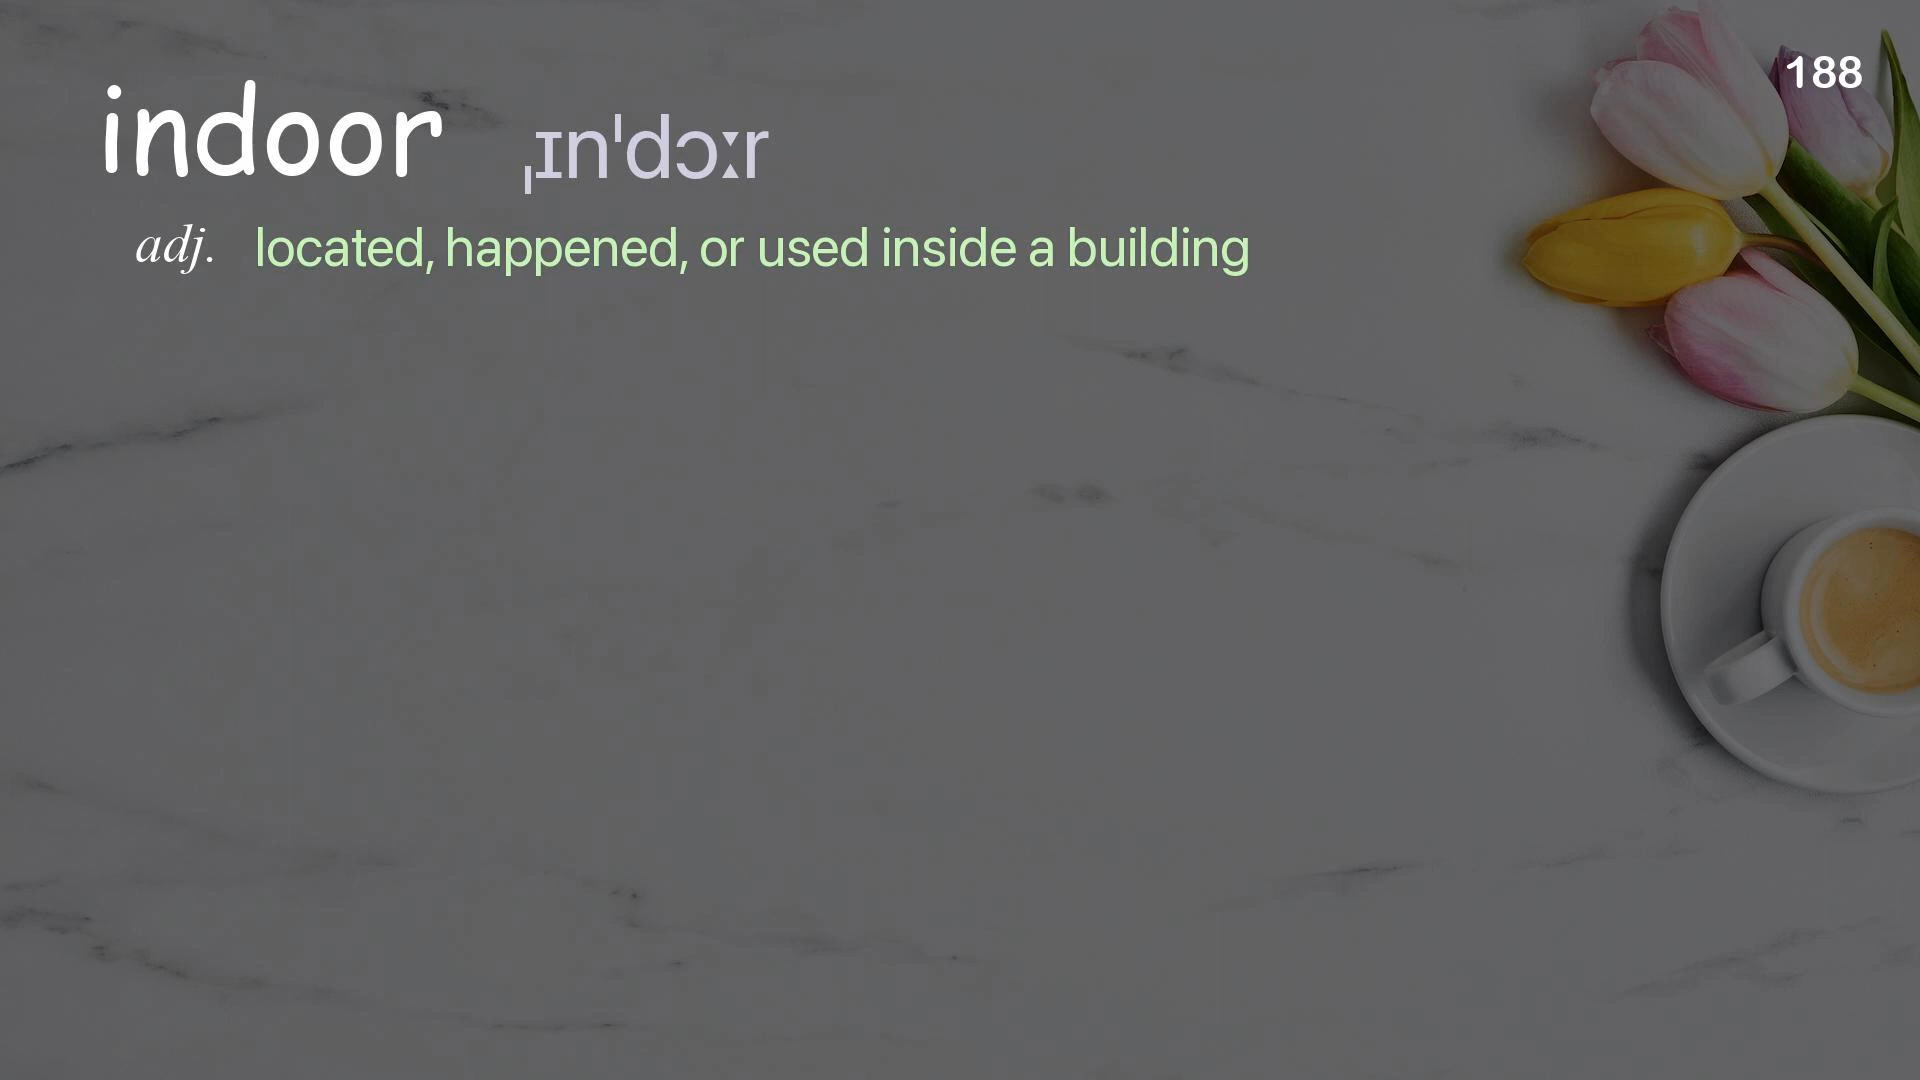 188
indoor ˌɪnˈdɔːr
adj. located, happened, or used inside a building